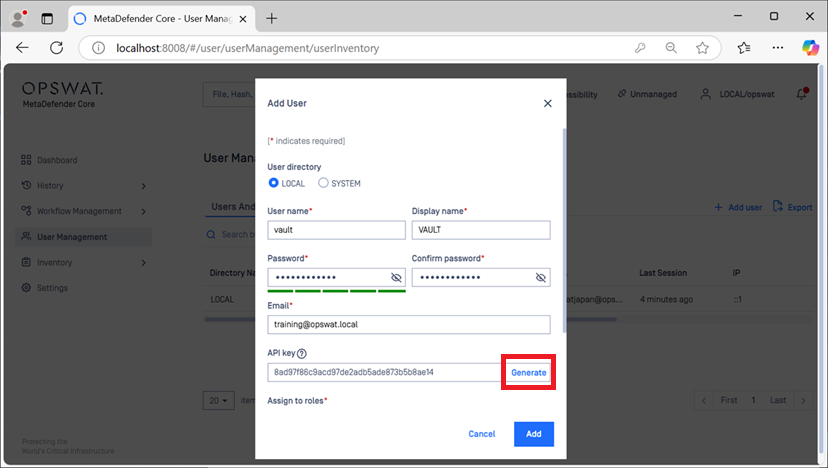 MetaDefender Core - User Manag
localhost:8008/#/user/userManagement/userInventory
OPSWAT.
MetaDefender Core
File, Hash,
sibility
Unmanaged
LOCAL/opswat
Dashboard
History
Workflow Management
User Management
Inventory
Settings
Protecting the
World's Critical Infrastructure
User Mana
Users And
Search b
Add user
Export
Directory Na
Last Session
IP
LOCAL
atjapan@ops...
4 minutes ago
::1
20
item
First
1
Last
Add User
[* indicates required]
User directory
LOCAL
SYSTEM
User name*
Display name*
vault
VAULT
Password*
Confirm password*
••••••••••••
••••••••••••
Email*
training@opswat.local
API key
8ad97f86c9acd97de2adb5ade873b5b8ae14
Generate
Assign to roles*
Cancel
Add